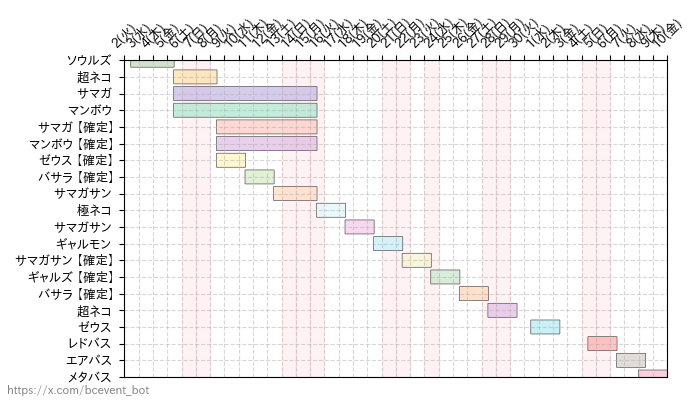 2(火) 3(水) 4(木) 5(金) 6(土) 7(日) 8(月) 9(火) 10(水) 11(木) 12(金) 13(土) 14(日) 15(月) 16(火) 17(水) 18(木) 19(金) 20(土) 21(日) 22(月) 23(火) 24(水) 25(木) 26(金) 27(土) 28(日) 29(月) 30(火) 1(水) 2(木) 3(金) 4(土) 5(日) 6(月) 7(火) 8(水) 9(木) 10(金)
ソウルズ
超ネコ
サマガ
マンボウ
サマガ【確定】
マンボウ【確定】
ゼウス【確定】
バサラ【確定】
サマガサン
極ネコ
サマガサン
ギャルモン
サマガサン【確定】
ギャルズ【確定】
バサラ【確定】
超ネコ
ゼウス
レドバス
エアバス
メタバス
https://x.com/bcevent_bot